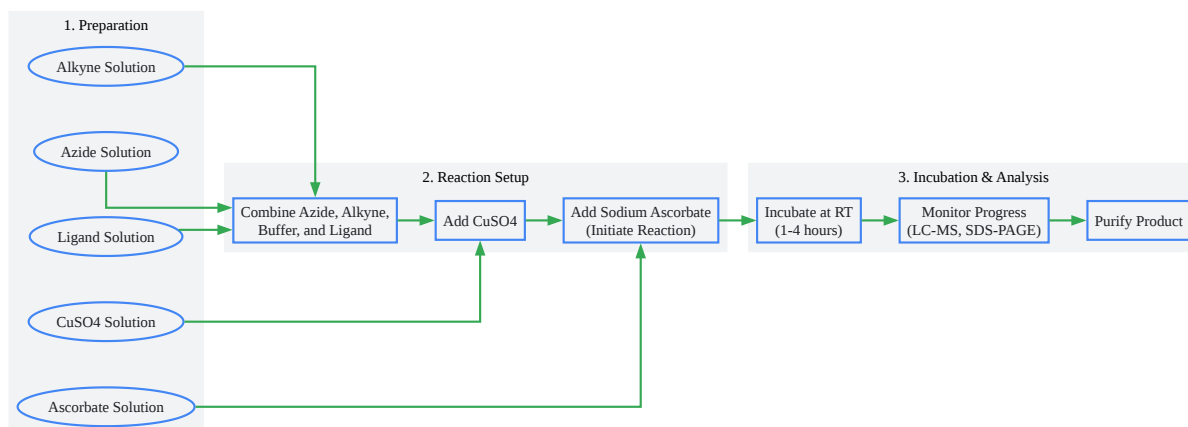 1. Preparation
Alkyne Solution
Azide Solution
Ligand Solution
CuSO4 Solution
Ascorbate Solution
2. Reaction Setup
Combine Azide, Alkyne,
Buffer, and Ligand
Add CuSO4
Add Sodium Ascorbate
(Initiate Reaction)
3. Incubation & Analysis
Incubate at RT
(1-4 hours)
Monitor Progress
(LC-MS, SDS-PAGE)
Purify Product